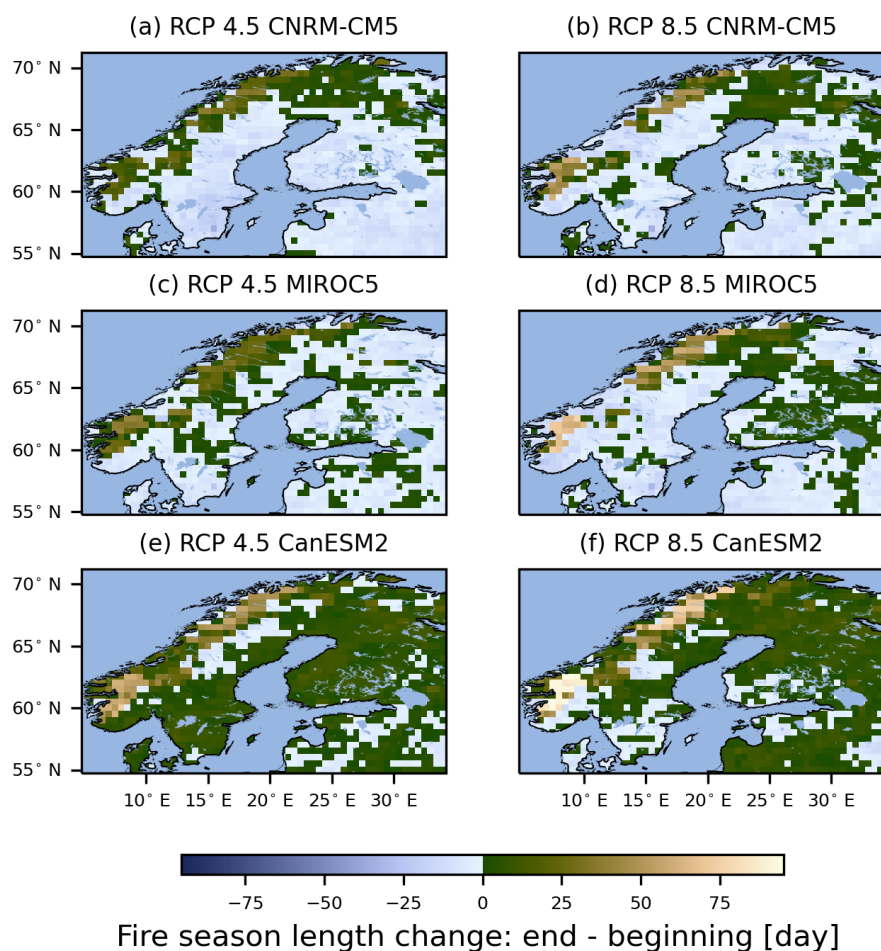 (a) RCP 4.5 CNRM-CM5
(b) RCP 8.5 CNRM-CM5
70° N
65° N
60° N
55° N
(c) RCP 4.5 MIROC5
(d) RCP 8.5 MIROC5
70° N
65° N
60° N
55° N
(e) RCP 4.5 CanESM2
(f) RCP 8.5 CanESM2
70° N
65° N
60° N
55° N
10° E 15° E 20° E 25° E 30° E
10° E 15° E 20° E 25° E 30° E
−75 −50 −25 0 25 50 75
Fire season length change: end - beginning [day]